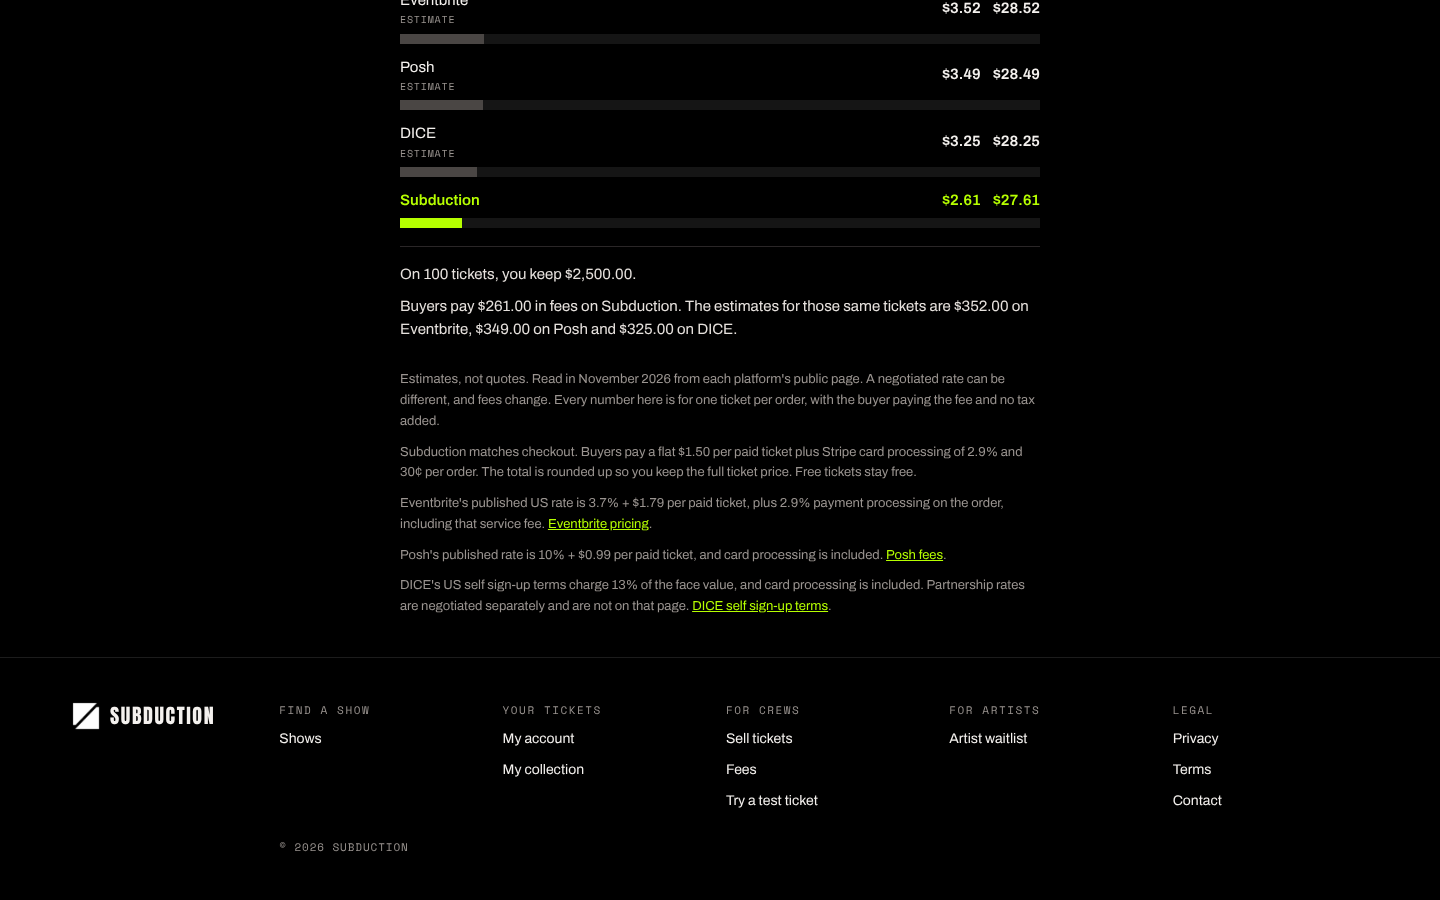 Eventbrite
$3.52 $28.52
ESTIMATE
Posh
$3.49 $28.49
ESTIMATE
DICE
$3.25 $28.25
ESTIMATE
Subduction
$2.61 $27.61
On 100 tickets, you keep $2,500.00.
Buyers pay $261.00 in fees on Subduction. The estimates for those same tickets are $352.00 on
Eventbrite, $349.00 on Posh and $325.00 on DICE.
Estimates, not quotes. Read in November 2026 from each platform's public page. A negotiated rate can be
different, and fees change. Every number here is for one ticket per order, with the buyer paying the fee and no tax
added.
Subduction matches checkout. Buyers pay a flat $1.50 per paid ticket plus Stripe card processing of 2.9% and
30¢ per order. The total is rounded up so you keep the full ticket price. Free tickets stay free.
Eventbrite's published US rate is 3.7% + $1.79 per paid ticket, plus 2.9% payment processing on the order,
including that service fee. Eventbrite pricing.
Posh's published rate is 10% + $0.99 per paid ticket, and card processing is included. Posh fees.
DICE's US self sign-up terms charge 13% of the face value, and card processing is included. Partnership rates
are negotiated separately and are not on that page. DICE self sign-up terms.
SUBDUCTION
FIND A SHOW
Shows
YOUR TICKETS
My account
My collection
FOR CREWS
Sell tickets
Fees
Try a test ticket
FOR ARTISTS
Artist waitlist
LEGAL
Privacy
Terms
Contact
© 2026 SUBDUCTION